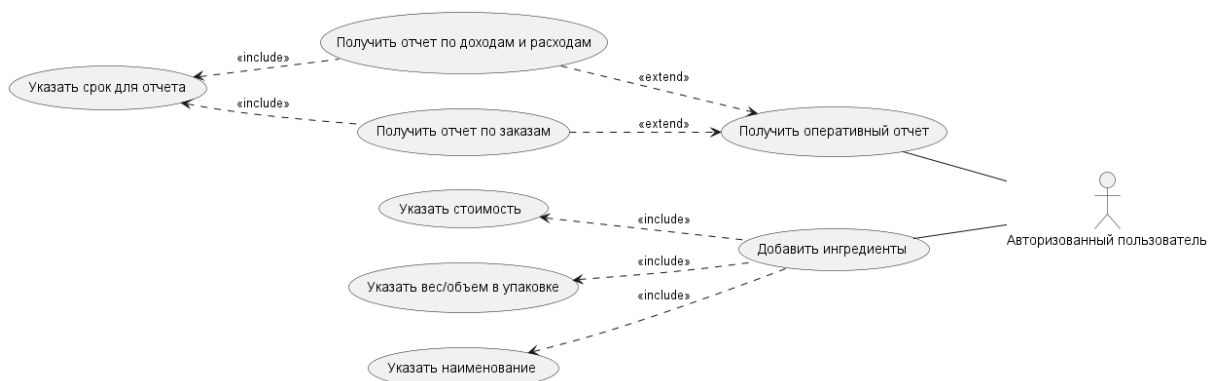 Получить отчет по доходам и расходам
«include»
Указать срок для отчета
«extend»
«include»
Получить отчет по заказам
«extend»
Получить оперативный отчет
Указать стоимость
«include»
Добавить ингредиенты
Авторизованный пользователь
«include»
Указать вес/объем в упаковке
«include»
Указать наименование